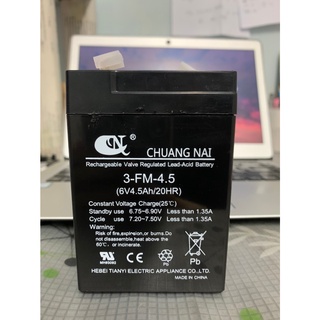 CN
CHUANG NAI
Rechargeable Valve Regulated Lead-Acid Battery
3-FM-4.5
(6V4.5Ah/20HR)
Constant Voltage Charge(25℃)
Standby use 6.75~6.90V Less than 1.35A
Cycle use 7.20~7.50V Less than 1.35A
Warning:
Risk of fire,explosion,or burns.Do
not disassemble,heat above the
60℃ or incinerate.
Pb
Pb
HEBEI TIANYI ELECTRIC APPLIANCE CO.,LTD.
MADE IN CHINA